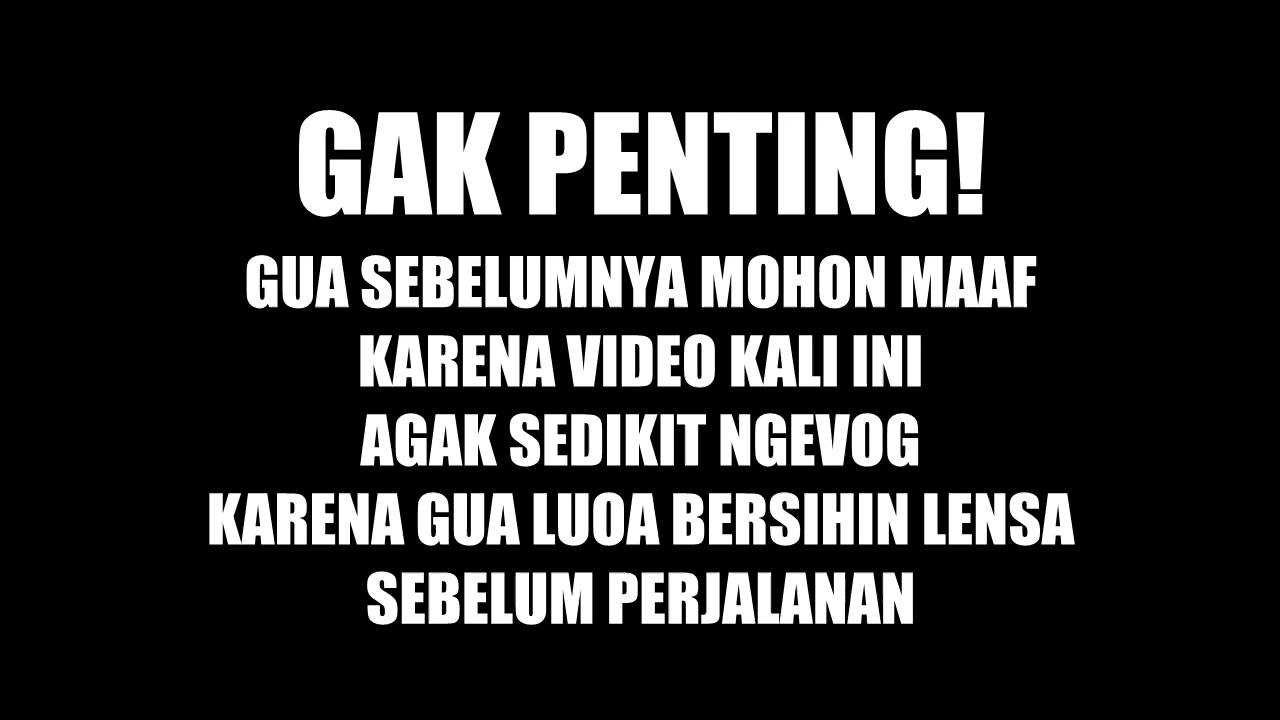 GAK PENTING!
GUA SEBELUMNYA MOHON MAAF
KARENA VIDEO KALI INI
AGAK SEDIKIT NGEVOG
KARENA GUA LUOA BERSIHIN LENSA
SEBELUM PERJALANAN